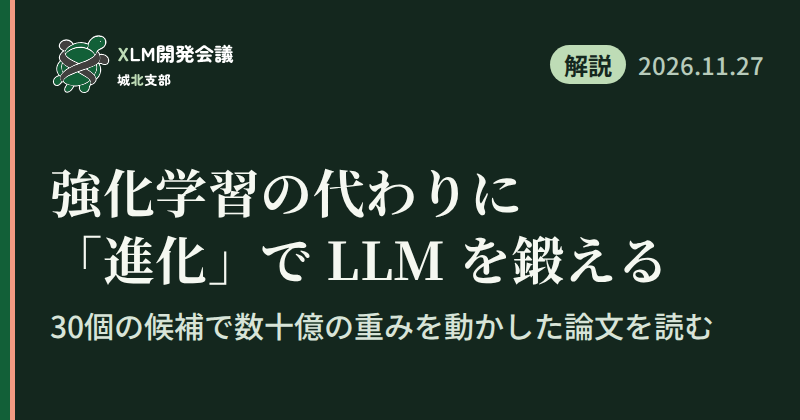 XLM開発会議
城北支部
解説 2026.11.27
強化学習の代わりに
「進化」で LLM を鍛える
30個の候補で数十億の重みを動かした論文を読む